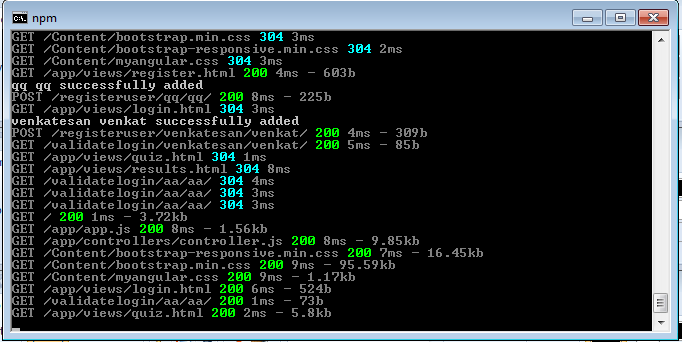 npm
GET /Content/bootstrap.min.css 304 3ms
GET /Content/bootstrap-responsive.min.css 304 2ms
GET /Content/myangular.css 304 3ms
GET /app/views/register.html 200 4ms - 603b
qq qq successfully added
POST /registeruser/qq/qq/ 200 8ms - 225b
GET /app/views/login.html 304 3ms
venkatesan venkat successfully added
POST /registeruser/venkatesan/venkat/ 200 4ms - 309b
GET /validatelogin/venkatesan/venkat/ 200 5ms - 85b
GET /app/views/quiz.html 304 1ms
GET /app/views/results.html 304 8ms
GET /validatelogin/aa/aa/ 304 4ms
GET /validatelogin/aa/aa/ 304 3ms
GET /validatelogin/aa/aa/ 304 3ms
GET / 200 1ms - 3.72kb
GET /app/app.js 200 8ms - 1.56kb
GET /app/controllers/controller.js 200 8ms - 9.85kb
GET /Content/bootstrap-responsive.min.css 200 7ms - 16.45kb
GET /Content/bootstrap.min.css 200 9ms - 95.59kb
GET /Content/myangular.css 200 9ms - 1.17kb
GET /app/views/login.html 200 6ms - 524b
GET /validatelogin/aa/aa/ 200 1ms - 73b
GET /app/views/quiz.html 200 2ms - 5.8kb